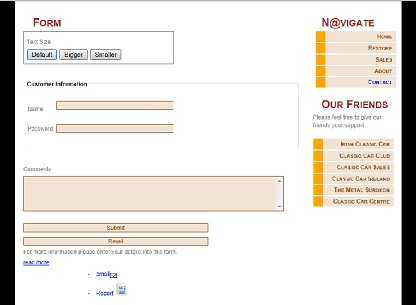 Form
Text Size
Default Bigger Smaller
Customer Information
Name
Password
Comments
Submit
Reset
For more information please enter your details into this form.
read more
- email
- Report
N@vigate
Home
Restore
Sales
About
Contact
Our Friends
Please feel free to give our
friends your support
Irish Classic Car
Classic Car Club
Classic Car Sales
Classic Car Ireland
The Metal Surgeon
Classic Car Centre